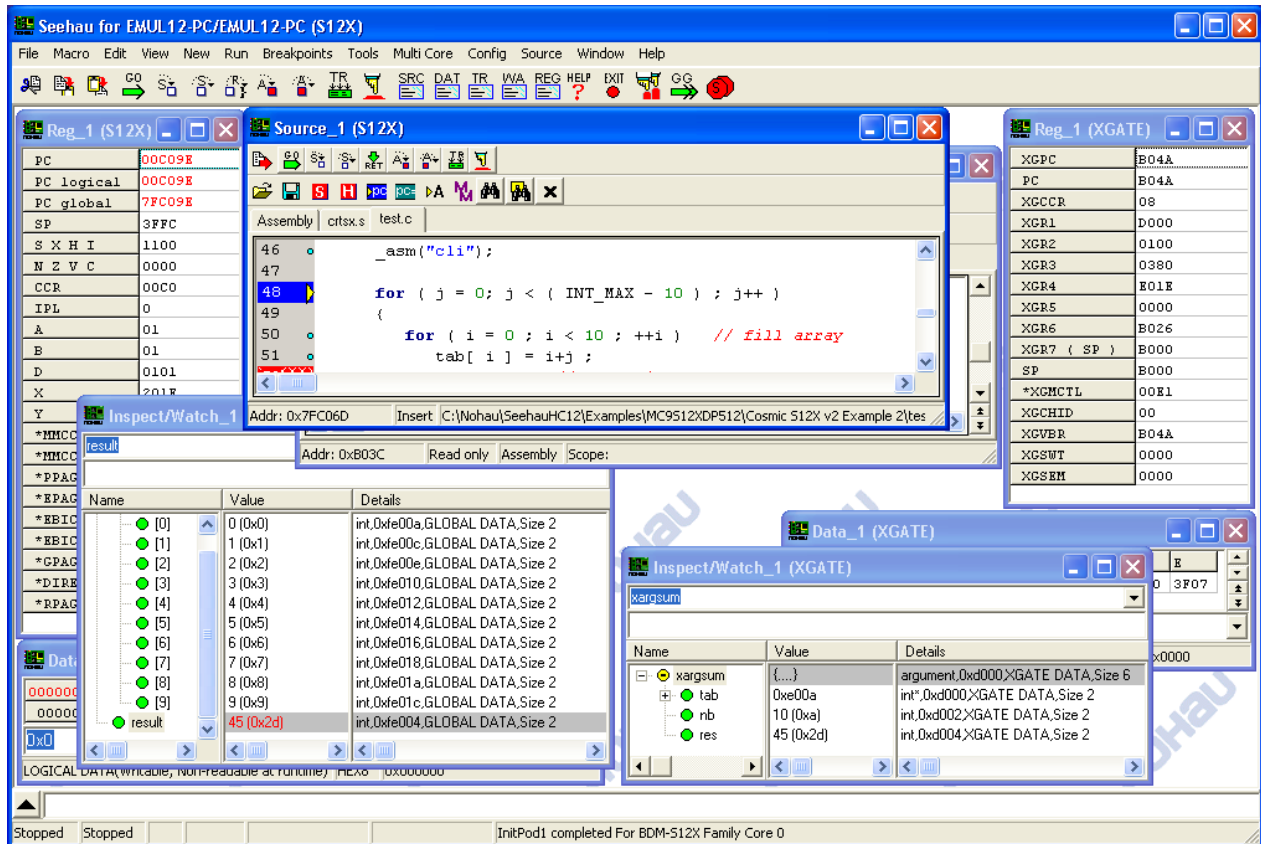 Seehau for EMUL12-PC/EMUL12-PC (S12X)
File Macro Edit View New Run Breakpoints Tools Multi Core Config Source Window Help
GO TR SRC DAT TR WA REG HELP EXIT GG
Reg_1 (S12X)
PC 00C09E
PC logical 00C09E
PC global 7FC09E
SP 3FFC
S X H I 1100
N Z V C 0000
CCR 00C0
IPL 0
A 01
B 01
D 0101
X 201E
Y
*MMCC
*MMCC
*PPAG
*EPAG
*EBIC
*EBIC
*GPAG
*DIRE
*RPAG
Source_1 (S12X)
Assembly crtsx.s test.c
46 _asm("cli");
47
48 for ( j = 0; j < ( INT_MAX - 10 ) ; j++ )
49 {
50 for ( i = 0 ; i < 10 ; ++i ) // fill array
51 tab[ i ] = i+j ;
Addr: 0x7FC06D Insert C:\Nohau\SeehauHC12\Examples\MC9S12XDP512\Cosmic S12X v2 Example 2\tes
Addr: 0xB03C Read only Assembly Scope:
Reg_1 (XGATE)
XGPC B04A
PC B04A
XGCCR 08
XGR1 D000
XGR2 0100
XGR3 0380
XGR4 E01E
XGR5 0000
XGR6 B026
XGR7 ( SP ) B000
SP B000
*XGMCTL 00E1
XGCHID 00
XGVBR B04A
XGSWT 0000
XGSEM 0000
Inspect/Watch_1
result
Name Value Details
[0] 0 (0x0) int,0xfe00a,GLOBAL DATA,Size 2
[1] 1 (0x1) int,0xfe00c,GLOBAL DATA,Size 2
[2] 2 (0x2) int,0xfe00e,GLOBAL DATA,Size 2
[3] 3 (0x3) int,0xfe010,GLOBAL DATA,Size 2
[4] 4 (0x4) int,0xfe012,GLOBAL DATA,Size 2
[5] 5 (0x5) int,0xfe014,GLOBAL DATA,Size 2
[6] 6 (0x6) int,0xfe016,GLOBAL DATA,Size 2
[7] 7 (0x7) int,0xfe018,GLOBAL DATA,Size 2
[8] 8 (0x8) int,0xfe01a,GLOBAL DATA,Size 2
[9] 9 (0x9) int,0xfe01c,GLOBAL DATA,Size 2
result 45 (0x2d) int,0xfe004,GLOBAL DATA,Size 2
Data_1 (XGATE)
E
3F07
x0000
Inspect/Watch_1 (XGATE)
xargsum
Name Value Details
xargsum {....} argument,0xd000,XGATE DATA,Size 6
tab 0xe00a int*,0xd000,XGATE DATA,Size 2
nb 10 (0xa) int,0xd002,XGATE DATA,Size 2
res 45 (0x2d) int,0xd004,XGATE DATA,Size 2
Data
000000
00000
0x0
LOGICAL DATA(Writable, Non-readable at runtime) HEX8 0x000000
Stopped Stopped InitPod1 completed For BDM-S12X Family Core 0